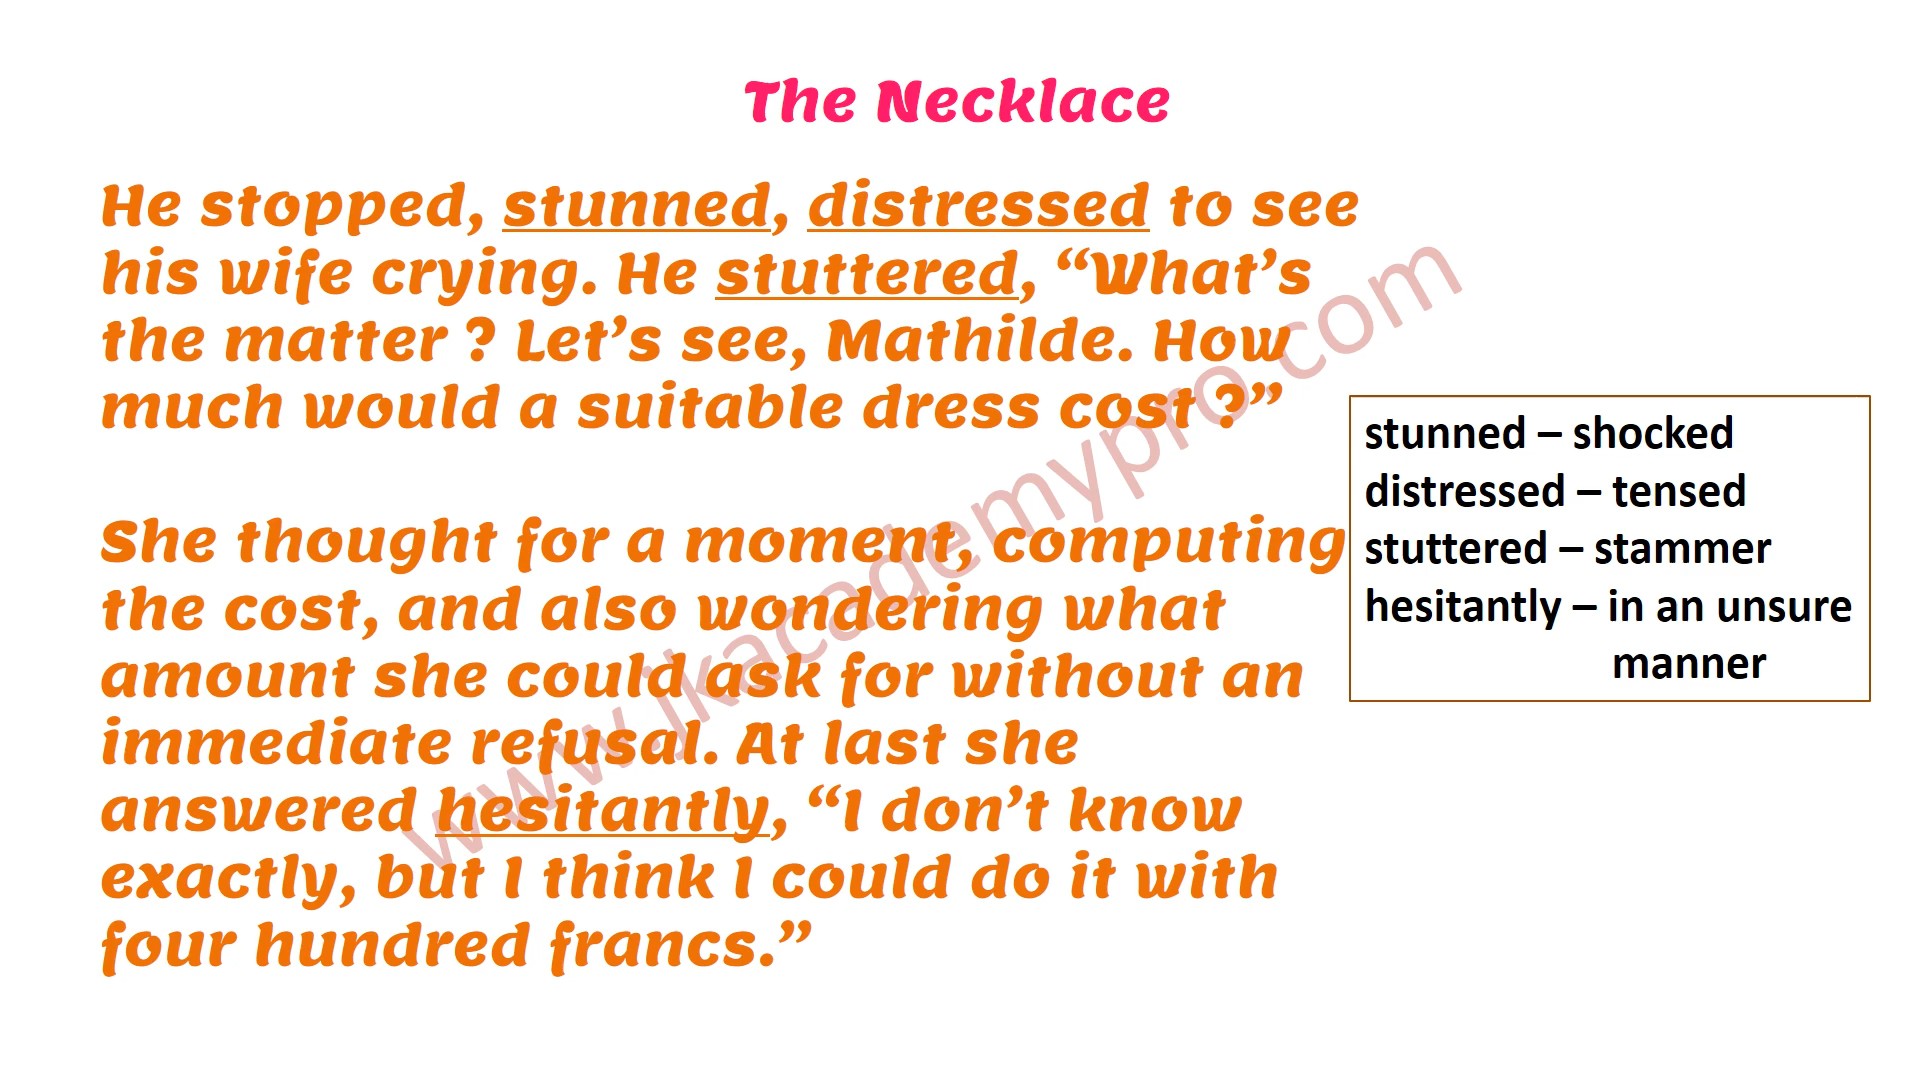 The Necklace
He stopped, stunned, distressed to see
his wife crying. He stuttered, “What’s
the matter ? Let’s see, Mathilde. How
much would a suitable dress cost ?”
She thought for a moment, computing
the cost, and also wondering what
amount she could ask for without an
immediate refusal. At last she
answered hesitantly, “I don’t know
exactly, but I think I could do it with
four hundred francs.”
stunned – shocked
distressed – tensed
stuttered – stammer
hesitantly – in an unsure
manner
www.jkacademypro.com